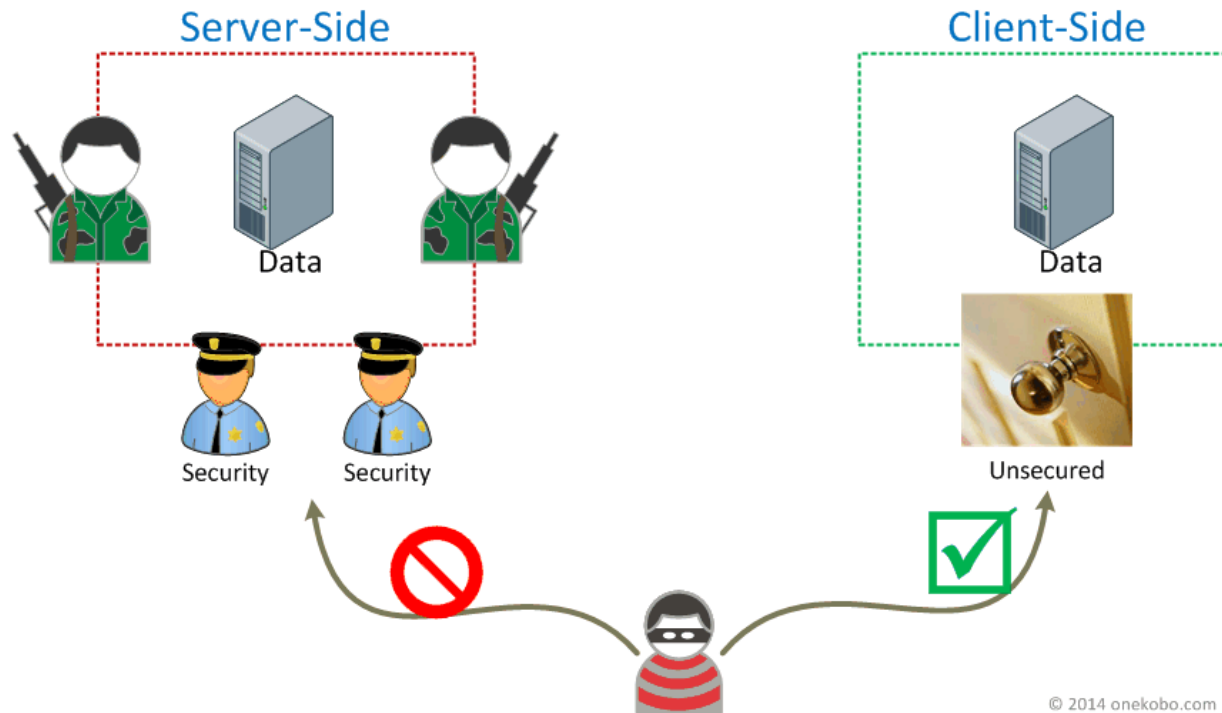 Server-Side
Client-Side
Data
Data
Security
Security
Unsecured
© 2014 onekobo.com